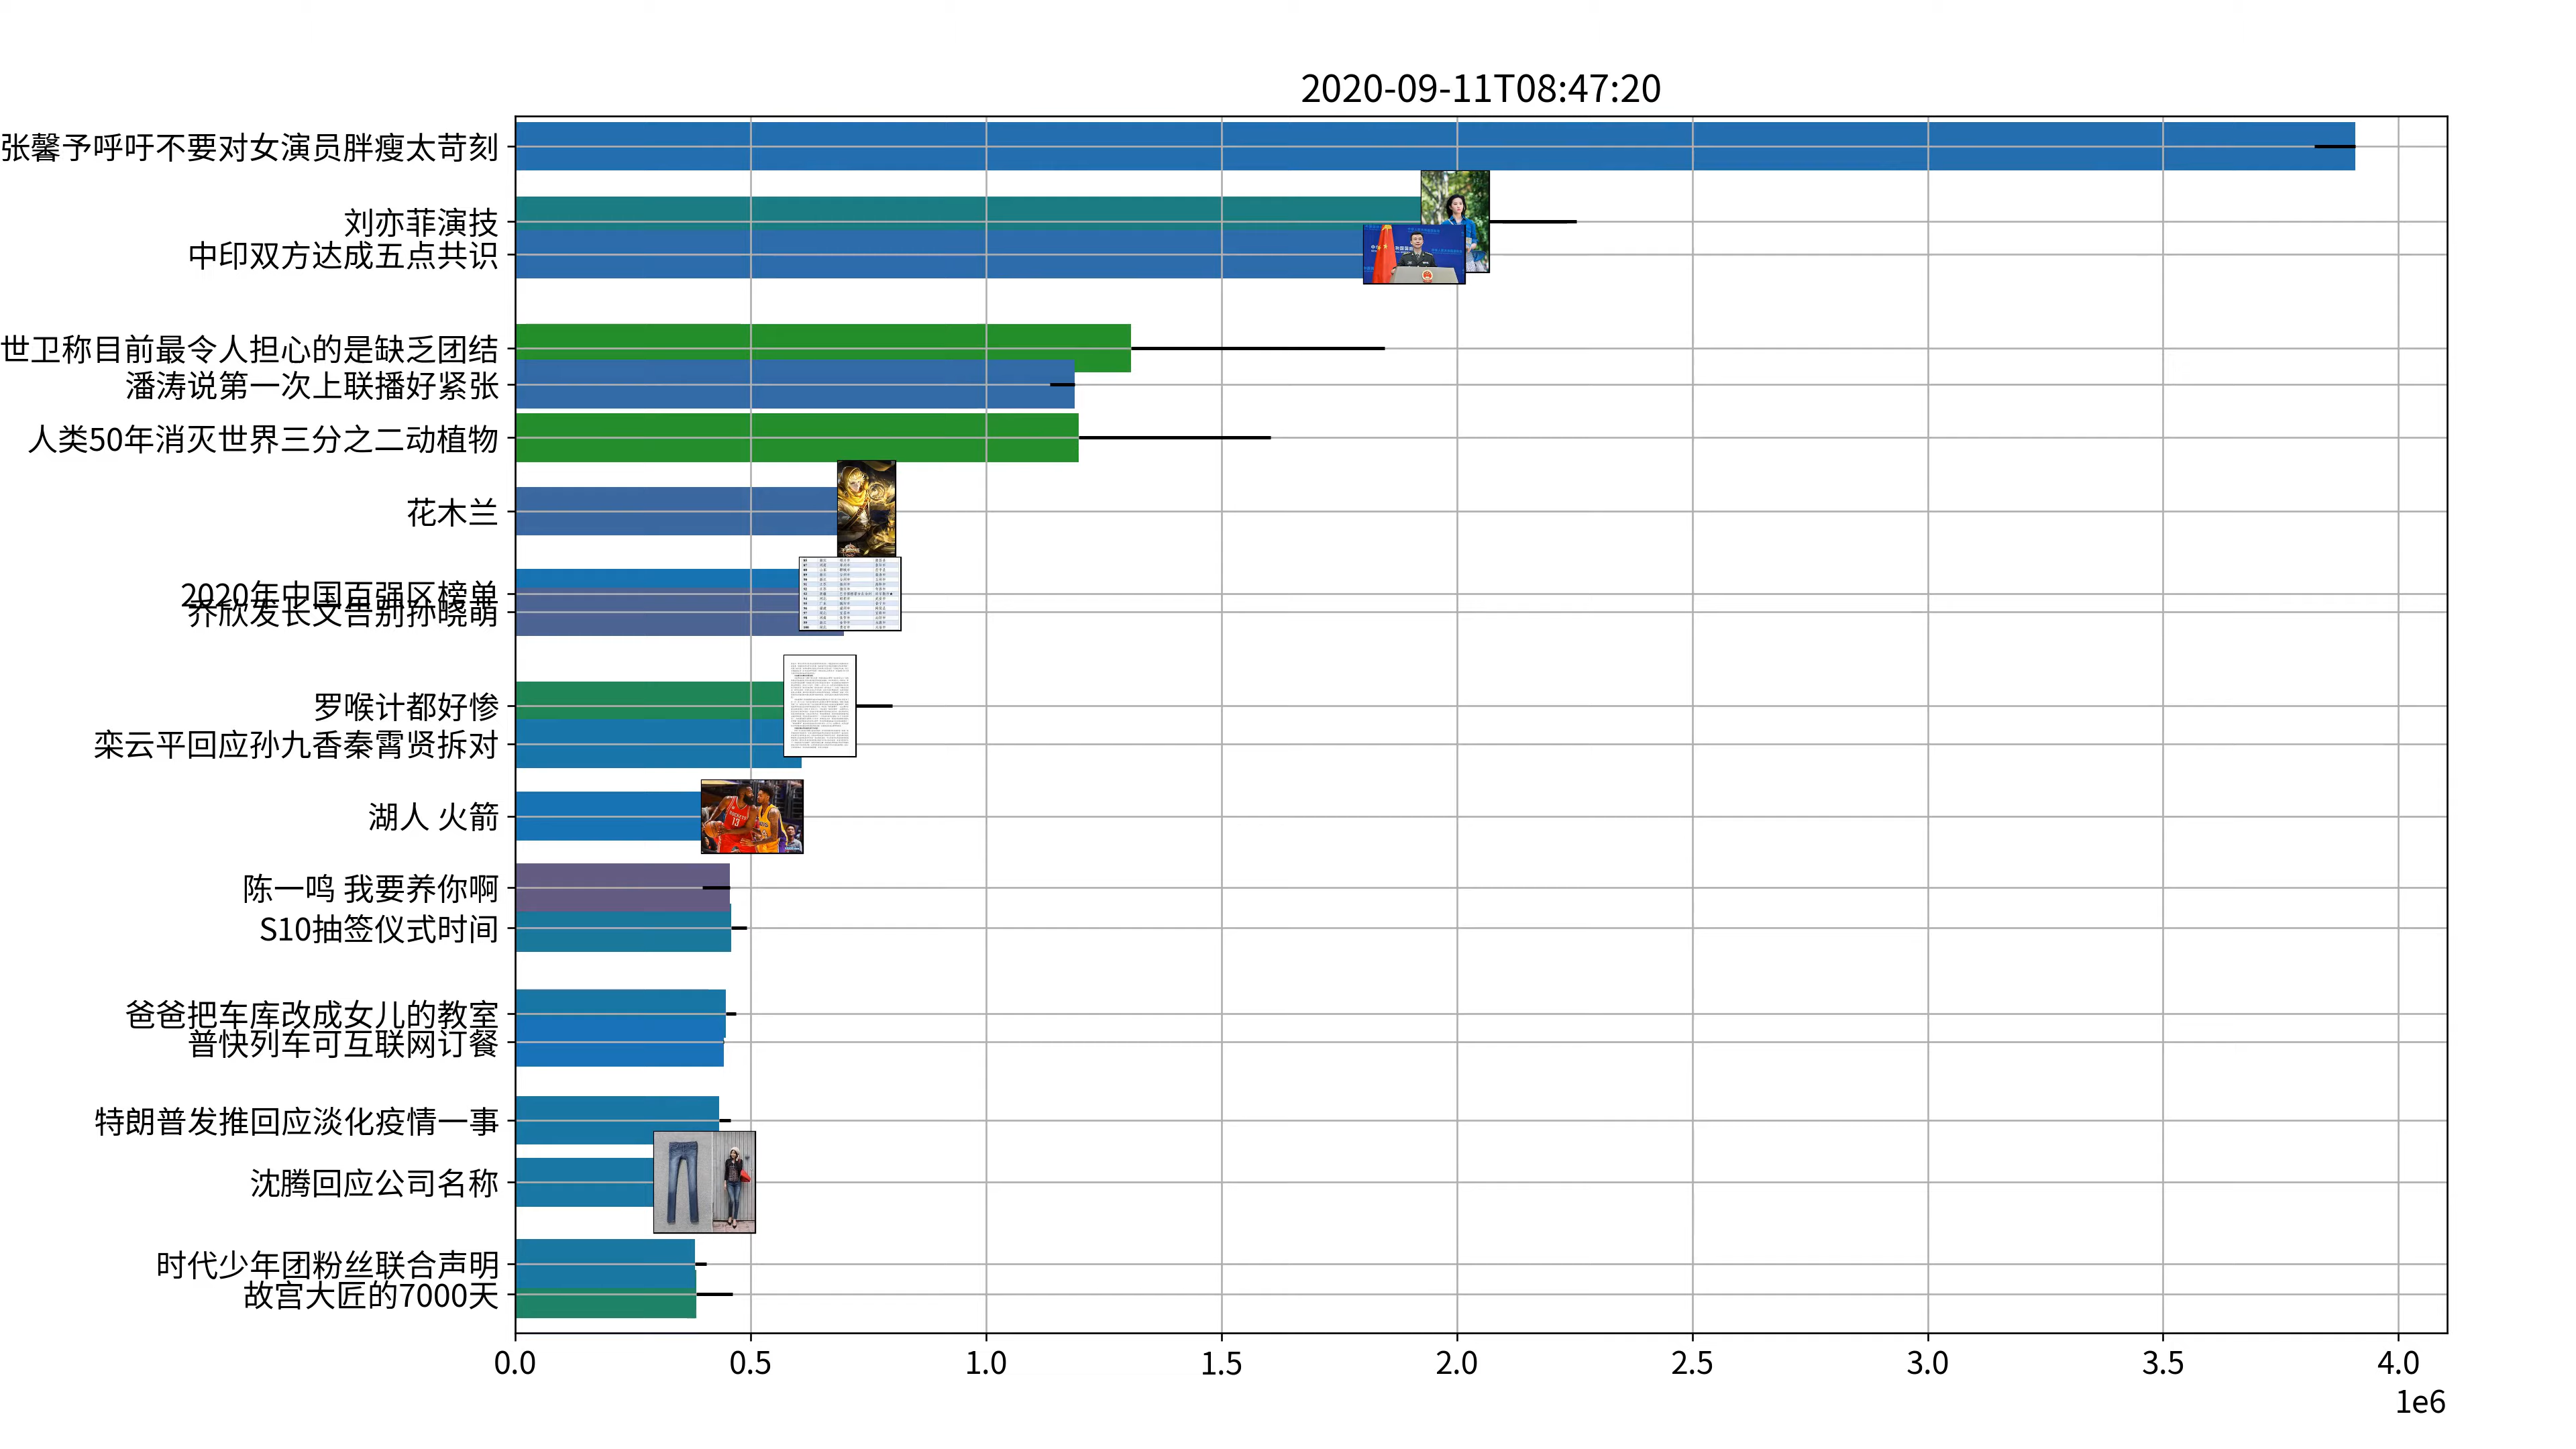 2020-09-11T08:47:20
张馨予呼吁不要对女演员胖瘦太苛刻
刘亦菲演技
中印双方达成五点共识
世卫称目前最令人担心的是缺乏团结
潘涛说第一次上联播好紧张
人类50年消灭世界三分之二动植物
花木兰
2020年中国百强区榜单
乔欣发长文告别孙晓萌
罗喉计都好惨
栾云平回应孙九香秦霄贤拆对
湖人 火箭
陈一鸣 我要养你啊
S10抽签仪式时间
爸爸把车库改成女儿的教室
普快列车可互联网订餐
特朗普发推回应淡化疫情一事
沈腾回应公司名称
时代少年团粉丝联合声明
故宫大匠的7000天
0.0 0.5 1.0 1.5 2.0 2.5 3.0 3.5 4.0
1e6